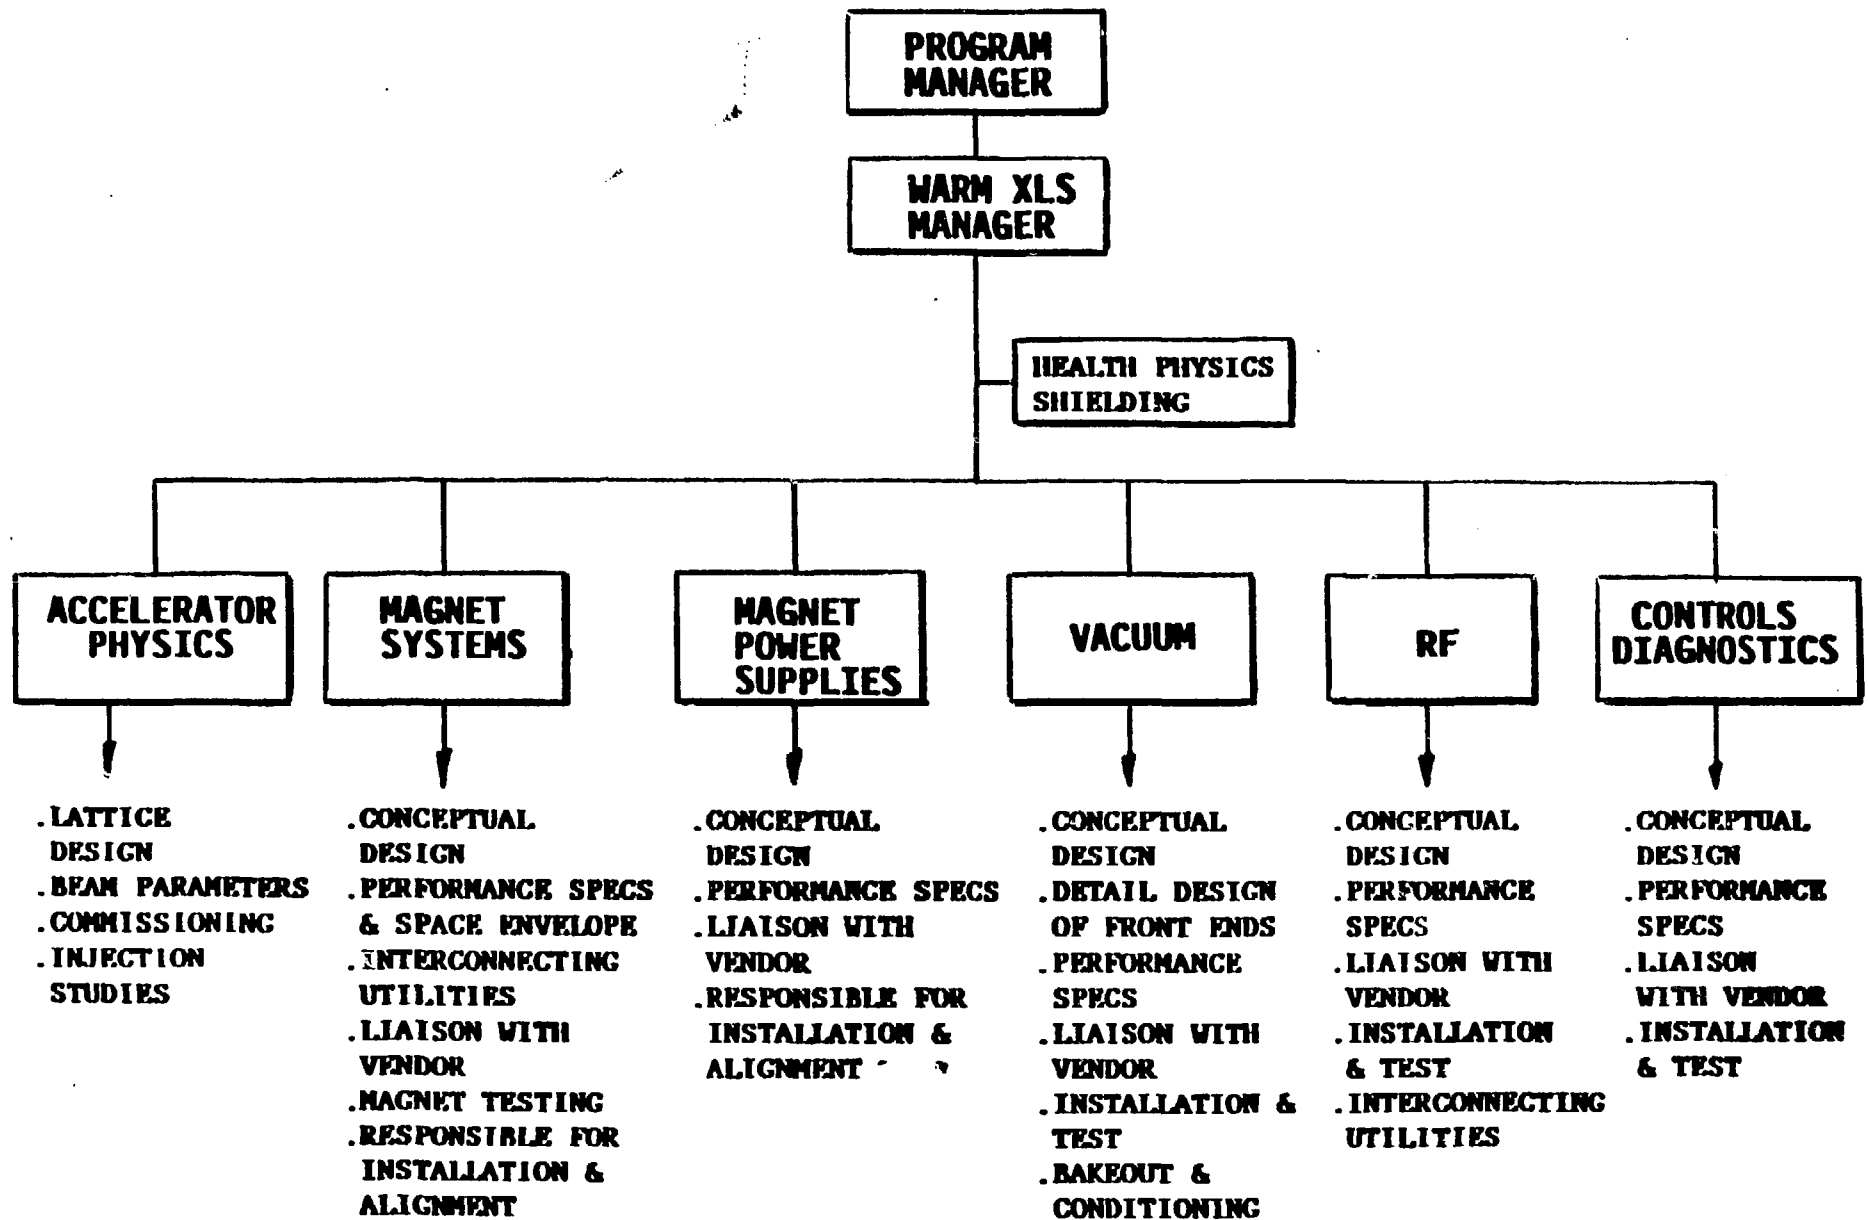 PROGRAM
MANAGER
WARM XLS
MANAGER
HEALTH PHYSICS
SHIELDING
ACCELERATOR
PHYSICS
MAGNET
SYSTEMS
MAGNET
POWER
SUPPLIES
VACUUM
RF
CONTROLS
DIAGNOSTICS
.LATTICE
DESIGN
.BEAM PARAMETERS
.COMMISSIONING
.INJECTION
STUDIES
.CONCEPTUAL
DESIGN
.PERFORMANCE SPECS
& SPACE ENVELOPE
.INTERCONNECTING
UTILITIES
.LIAISON WITH
VENDOR
.MAGNET TESTING
.RESPONSIBLE FOR
INSTALLATION &
ALIGNMENT
.CONCEPTUAL
DESIGN
.PERFORMANCE SPECS
.LIAISON WITH
VENDOR
.RESPONSIBLE FOR
INSTALLATION &
ALIGNMENT
.CONCEPTUAL
DESIGN
.DETAIL DESIGN
OF FRONT ENDS
.PERFORMANCE
SPECS
.LIAISON WITH
VENDOR
.INSTALLATION &
TEST
.BAKEOUT &
CONDITIONING
.CONCEPTUAL
DESIGN
.PERFORMANCE
SPECS
.LIAISON WITH
VENDOR
.INSTALLATION
& TEST
.INTERCONNECTING
UTILITIES
.CONCEPTUAL
DESIGN
.PERFORMANCE
SPECS
.LIAISON
WITH VENDOR
.INSTALLATION
& TEST